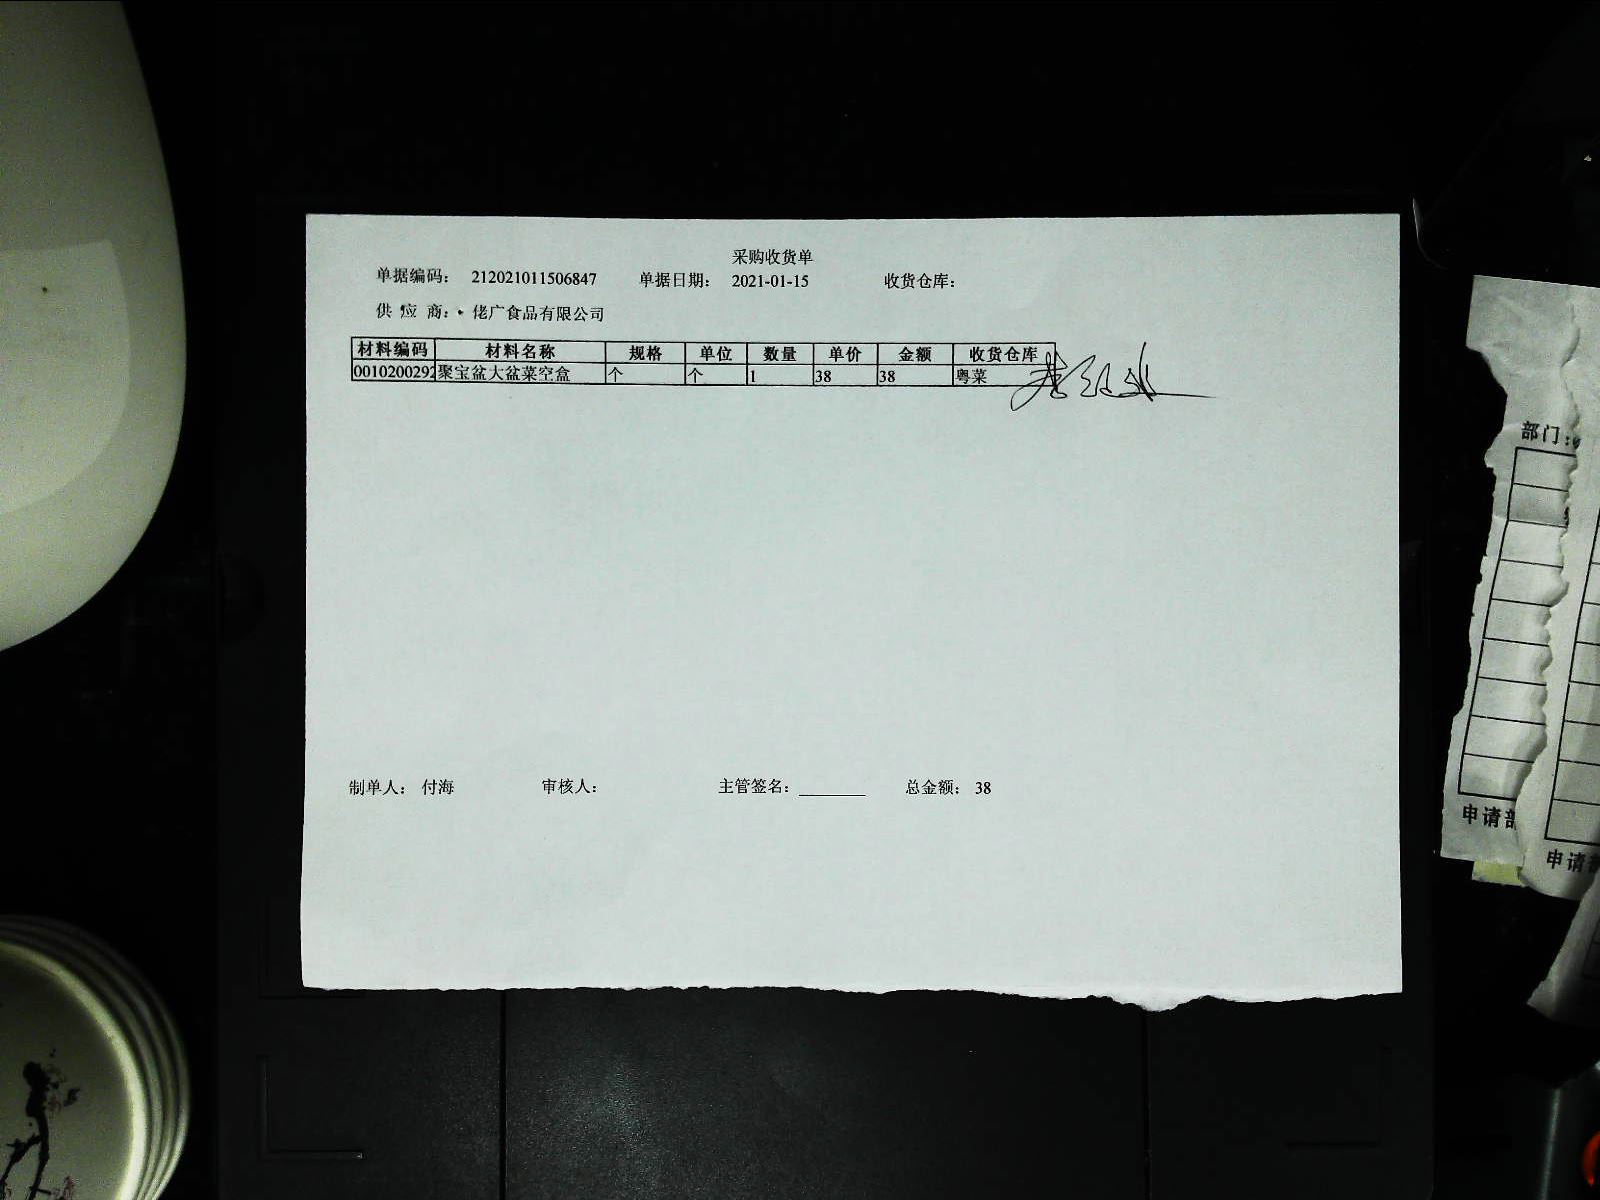 采购收货单
单据编码： 212021011506847 单据日期： 2021-01-15 收货仓库：
供 应 商： 佬广食品有限公司
材料编码 材料名称 规格 单位 数量 单价 金额 收货仓库
0010200292 聚宝盆大盆菜空盒 个 个 1 38 38 粤菜
制单人： 付海 审核人： 主管签名： 总金额： 38
部门：
申请部
申请